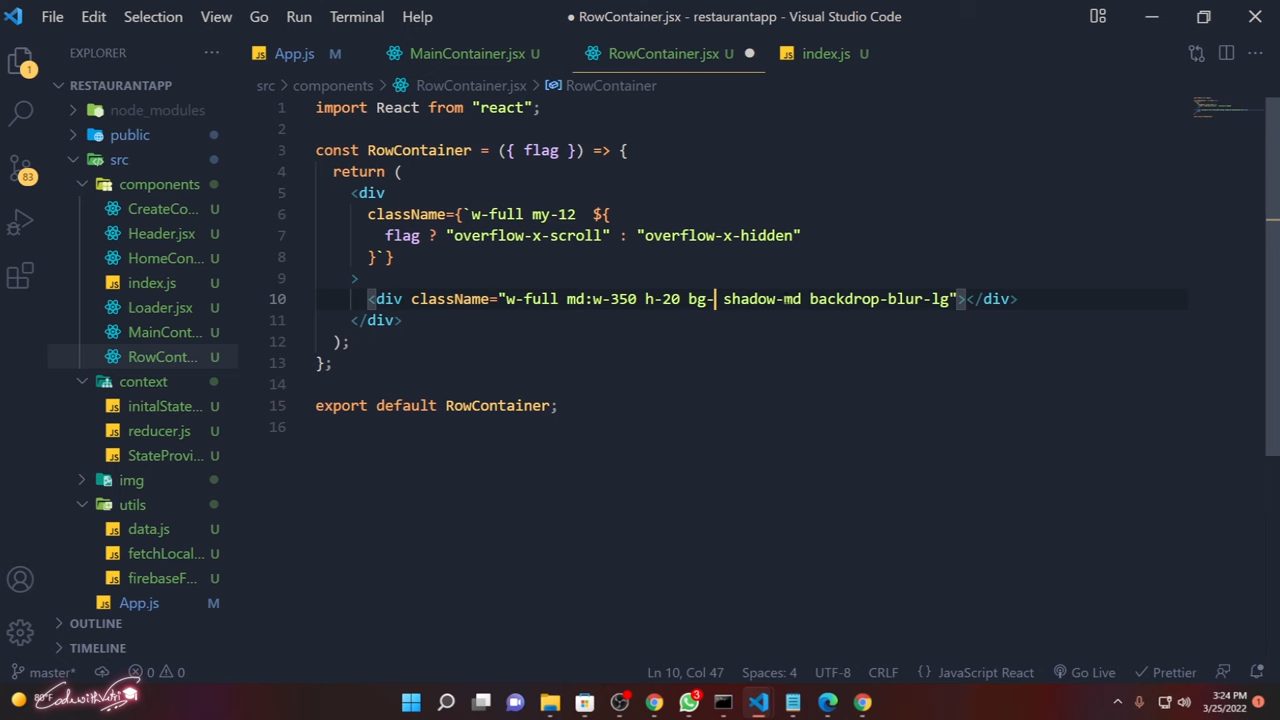 File Edit Selection View Go Run Terminal Help
● RowContainer.jsx - restaurantapp - Visual Studio Code
EXPLORER ...
App.js M
MainContainer.jsx U
RowContainer.jsx U ●
index.js U
RESTAURANTAPP
src > components > RowContainer.jsx > RowContainer
node_modules
public
src
components
CreateCo... U
Header.jsx U
HomeCon... U
index.js U
Loader.jsx U
MainCont... U
RowCont... U
context
initalState... U
reducer.js U
StateProvi... U
img
utils
data.js U
fetchLocal... U
firebaseF... U
App.js M
OUTLINE
TIMELINE
1
83
1 import React from "react";
2
3 const RowContainer = ({ flag }) => {
4 return (
5 <div
6 className={`w-full my-12  ${
7 flag ? "overflow-x-scroll" : "overflow-x-hidden"
8 }`}
9 >
10 <div className="w-full md:w-350 h-20 bg- shadow-md backdrop-blur-lg"></div>
11 </div>
12 );
13 };
14
15 export default RowContainer;
16
master* 0 0 Ln 10, Col 47 Spaces: 4 UTF-8 CRLF {} JavaScript React Go Live Prettier
80°F
3
3:24 PM
3/25/2022